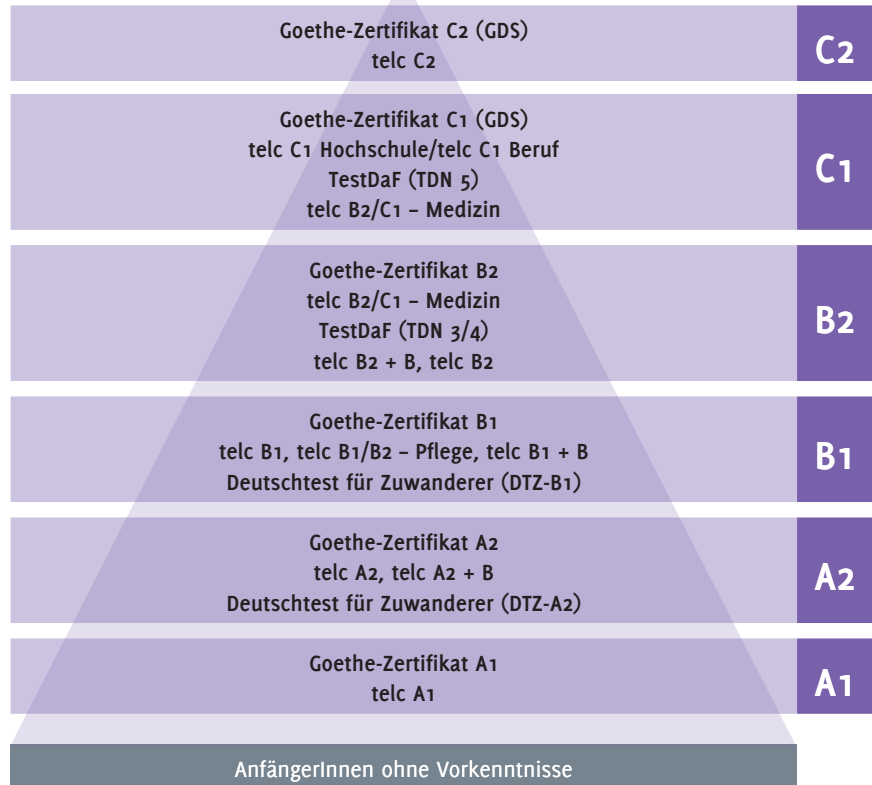 Goethe-Zertifikat C2 (GDS)
telc C2
C2
Goethe-Zertifikat C1 (GDS)
telc C1 Hochschule/telc C1 Beruf
TestDaF (TDN 5)
telc B2/C1 – Medizin
C1
Goethe-Zertifikat B2
telc B2/C1 – Medizin
TestDaF (TDN 3/4)
telc B2 + B, telc B2
B2
Goethe-Zertifikat B1
telc B1, telc B1/B2 – Pflege, telc B1 + B
Deutschtest für Zuwanderer (DTZ-B1)
B1
Goethe-Zertifikat A2
telc A2, telc A2 + B
Deutschtest für Zuwanderer (DTZ-A2)
A2
Goethe-Zertifikat A1
telc A1
A1
AnfängerInnen ohne Vorkenntnisse